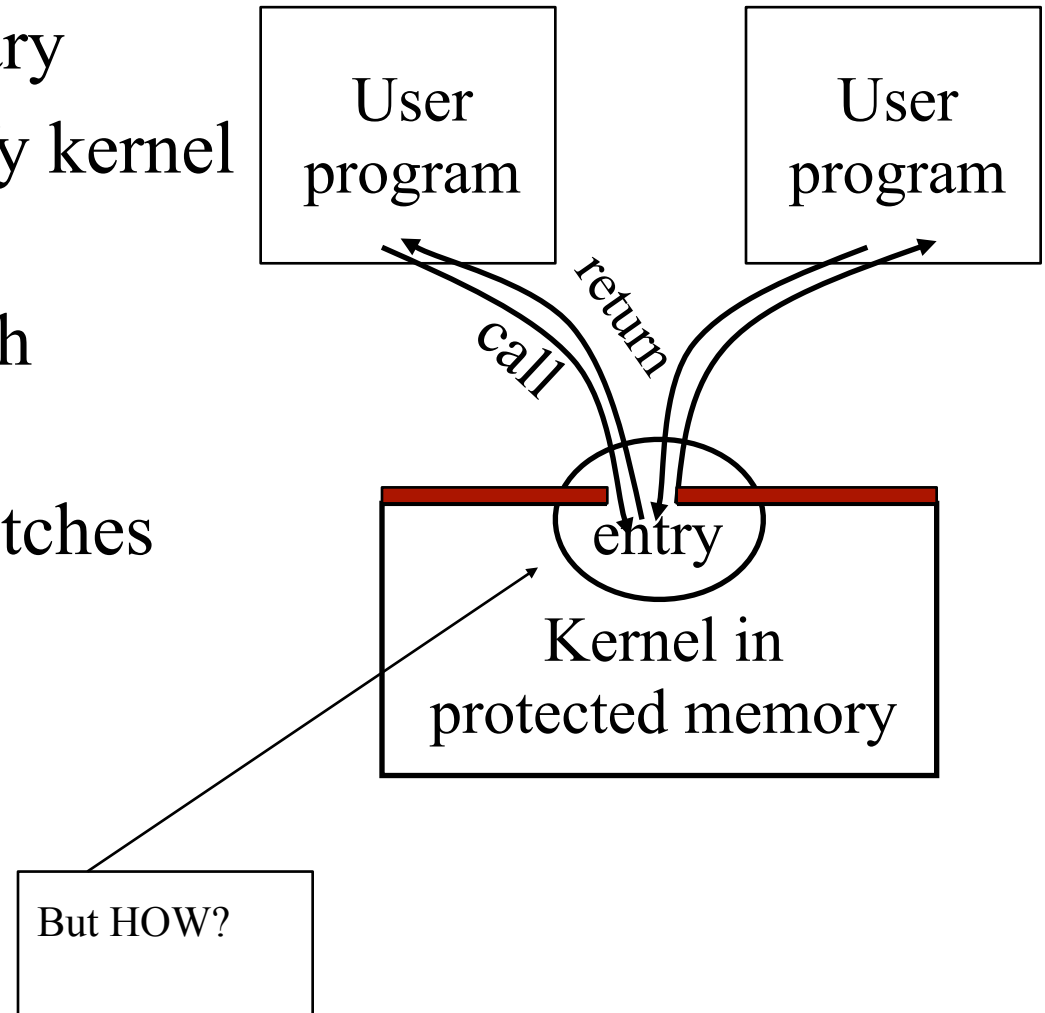 ry
y kernel
h
tches
User
program
User
program
call
return
entry
Kernel in
protected memory
But HOW?